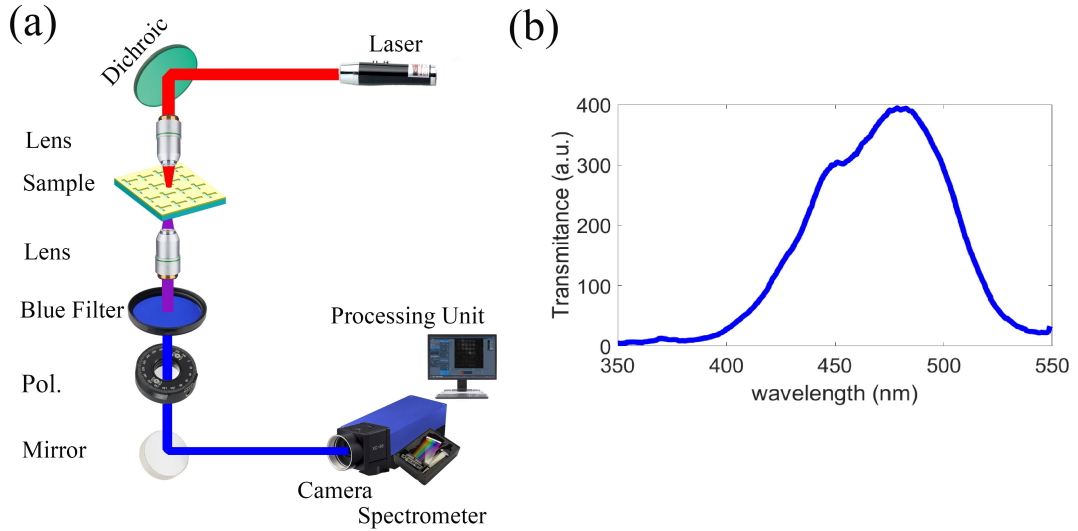 (a)
Dichroic
Laser
Lens
Sample
Lens
Blue Filter
Processing Unit
Pol.
Mirror
Camera
Spectrometer
(b)
Transmitance (a.u.)
400
300
200
100
0
350 400 450 500 550
wavelength (nm)